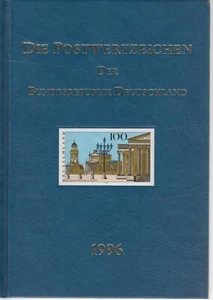 DIE POSTWERTZEICHEN
DER
BUNDESREPUBLIK DEUTSCHLAND
100
1996